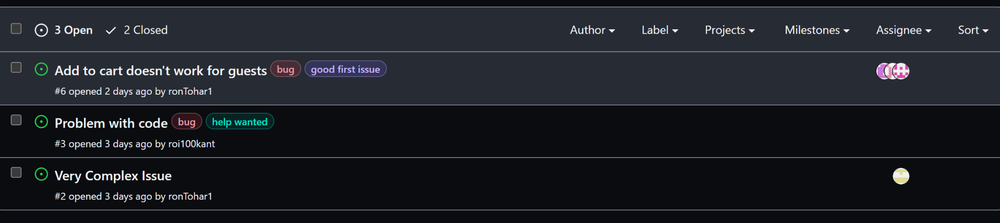 3 Open 2 Closed Author Label Projects Milestones Assignee Sort
Add to cart doesn't work for guests bug good first issue
#6 opened 2 days ago by ronTohar1
Problem with code bug help wanted
#3 opened 3 days ago by roi100kant
Very Complex Issue
#2 opened 3 days ago by ronTohar1